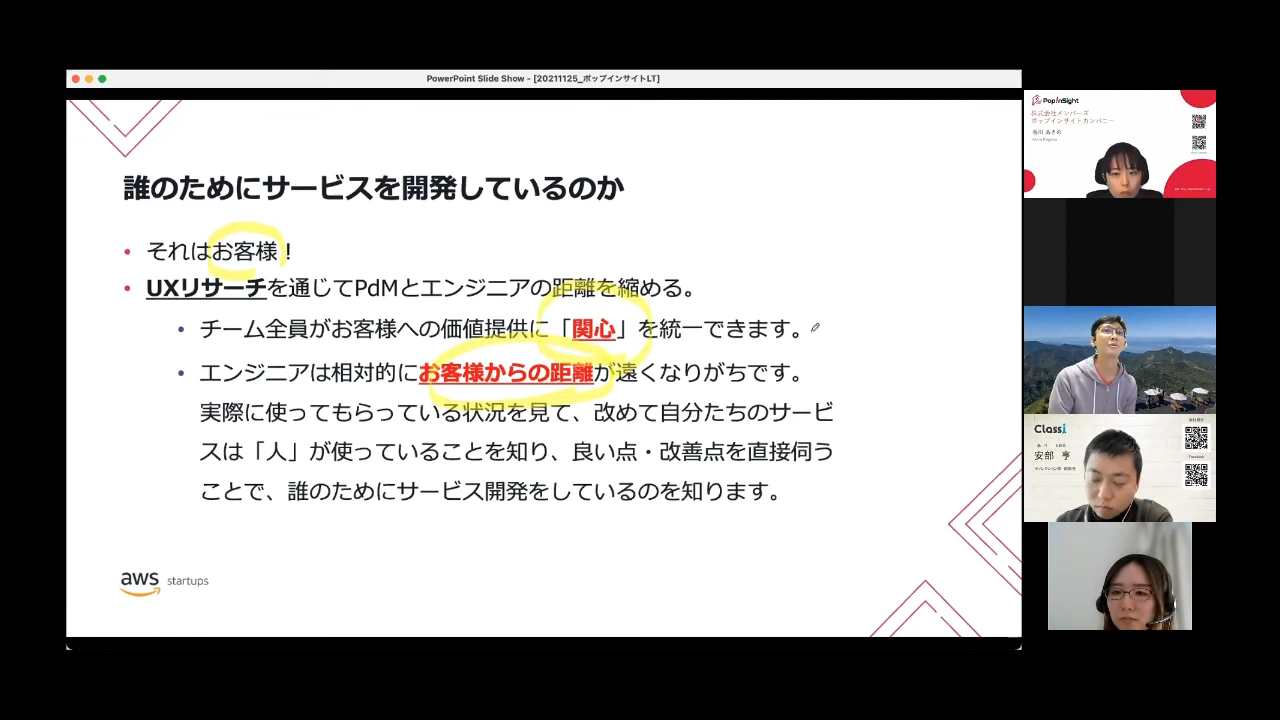 PowerPoint Slide Show - [20211125_ポップインサイトLT]
誰のためにサービスを開発しているのか
• それはお客様！
• UXリサーチを通じてPdMとエンジニアの距離を縮める。
• チーム全員がお客様への価値提供に「関心」を統一できます。
• エンジニアは相対的にお客様からの距離が遠くなりがちです。
実際に使ってもらっている状況を見て、改めて自分たちのサービ
スは「人」が使っていることを知り、良い点・改善点を直接伺う
ことで、誰のためにサービス開発をしているのを知ります。
aws startups
PopInSight
株式会社メンバーズ
ポップインサイトカンパニー
Classi
安部 亨
Facebook